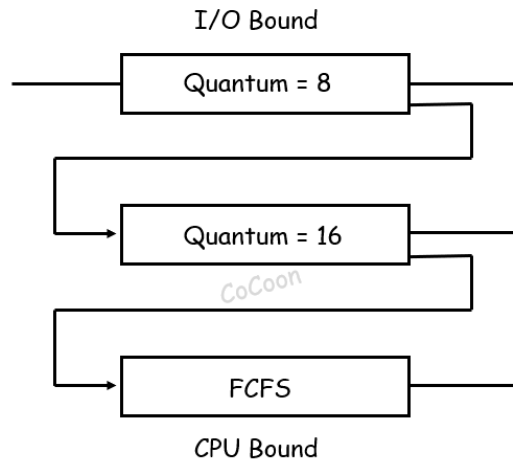 I/O Bound
Quantum = 8
Quantum = 16
CoCoon
FCFS
CPU Bound